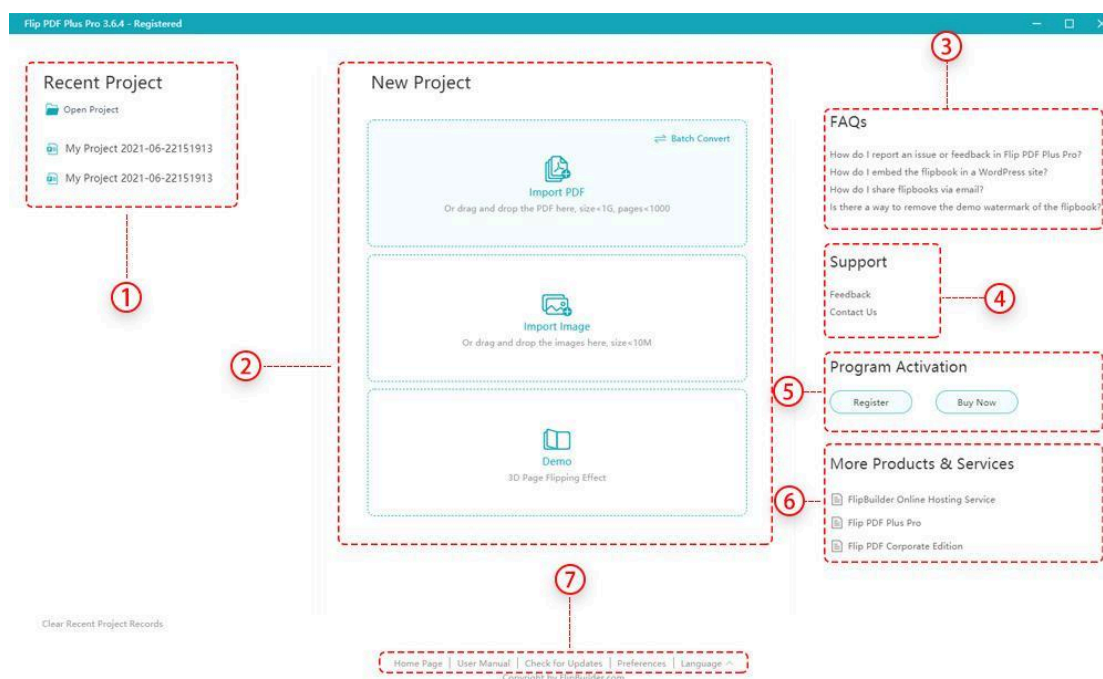 Flip PDF Plus Pro 3.6.4 - Registered
Recent Project
Open Project
My Project 2021-06-22151913
My Project 2021-06-22151913
1
New Project
Batch Convert
Import PDF
Or drag and drop the PDF here, size<1G, pages<1000
Import Image
Or drag and drop the images here, size<10M
Demo
3D Page Flipping Effect
2
3
FAQs
How do I report an issue or feedback in Flip PDF Plus Pro?
How do I embed the flipbook in a WordPress site?
How do I share flipbooks via email?
Is there a way to remove the demo watermark of the flipbook?
Support
Feedback
Contact Us
4
Program Activation
Register
Buy Now
5
More Products & Services
FlipBuilder Online Hosting Service
Flip PDF Plus Pro
Flip PDF Corporate Edition
6
7
Clear Recent Project Records
Home Page | User Manual | Check for Updates | Preferences | Language
Copyright by FlipBuilder.com